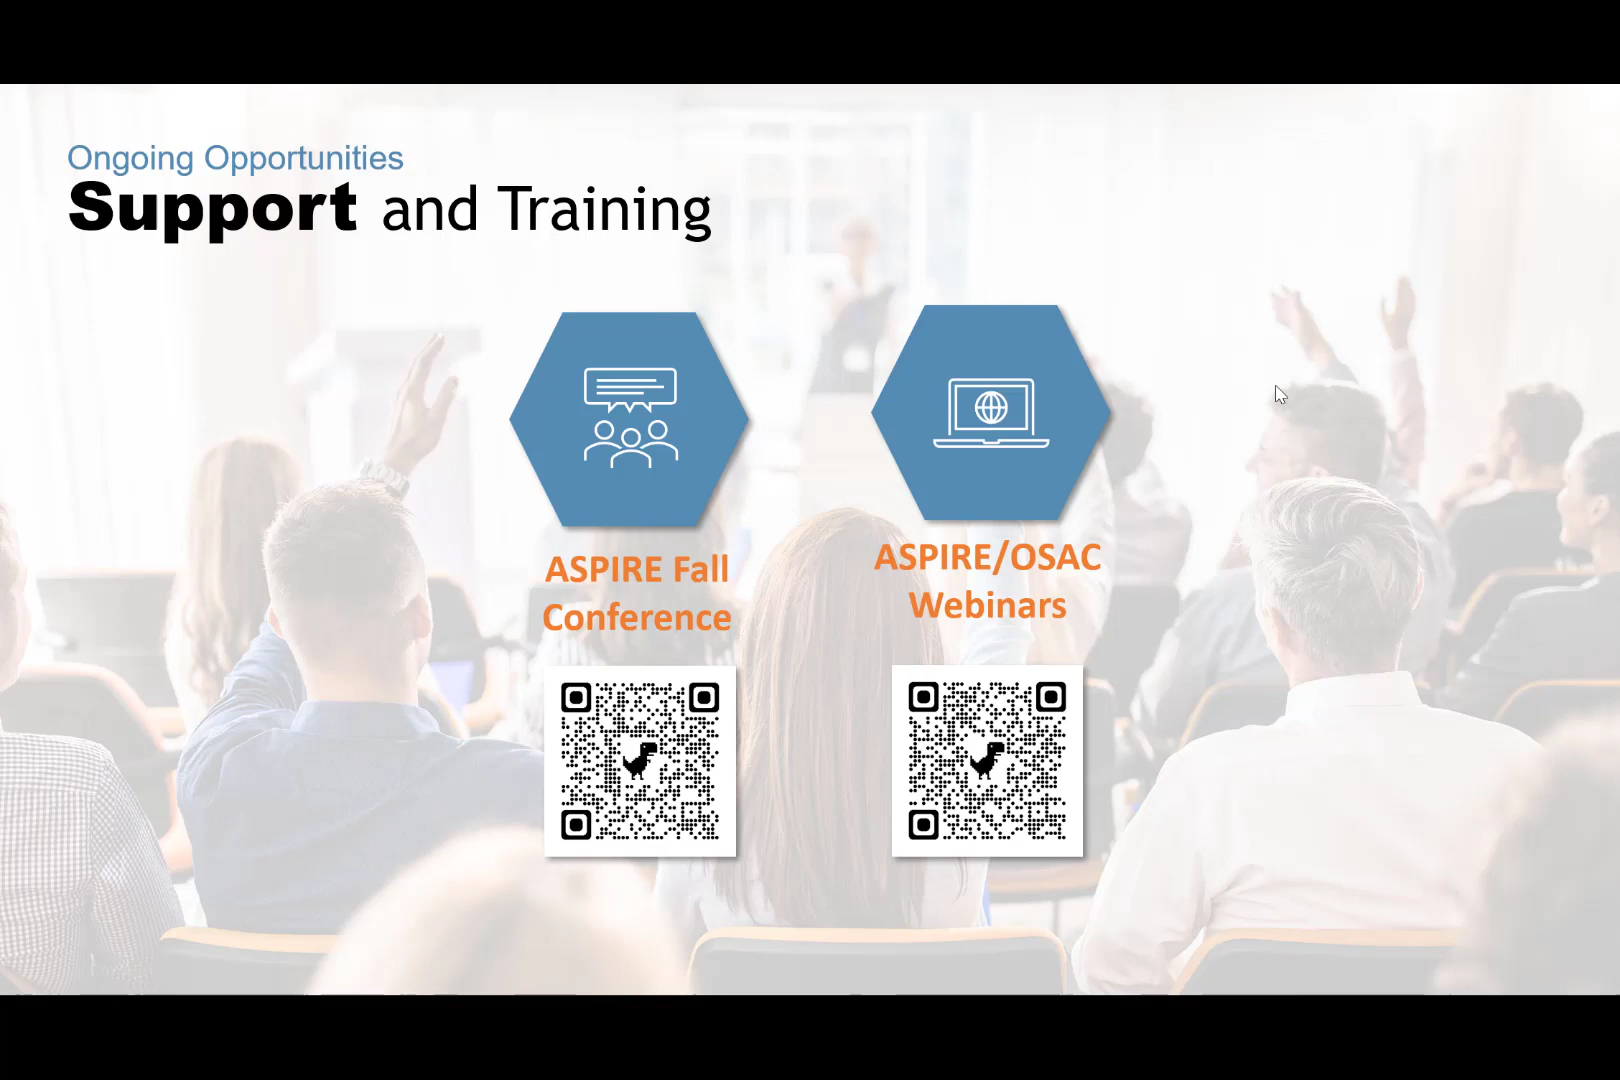 Ongoing Opportunities
Support and Training
ASPIRE Fall
Conference
ASPIRE/OSAC
Webinars